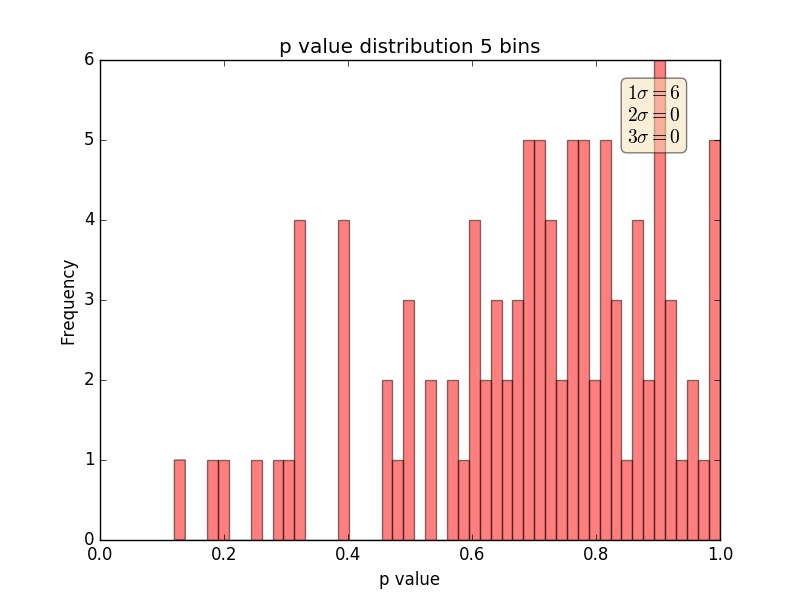 p value distribution 5 bins
1σ = 6
2σ = 0
3σ = 0
6
5
4
3
2
1
0
Frequency
0.0 0.2 0.4 0.6 0.8 1.0
p value